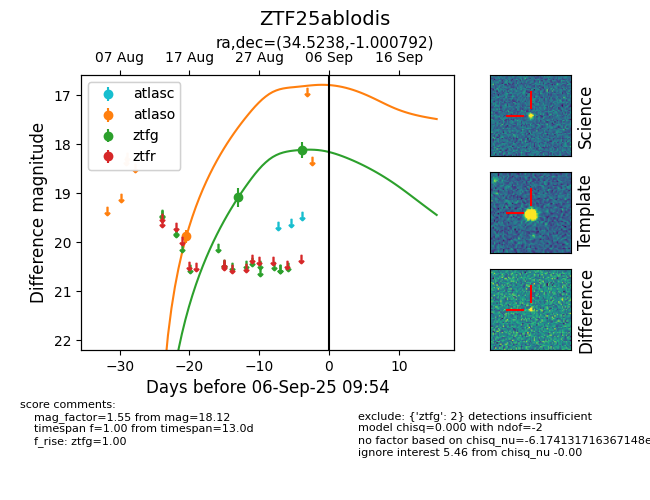 ZTF25ablodis
ra,dec=(34.5238,-1.000792)
07 Aug 17 Aug 27 Aug 06 Sep 16 Sep
atlasc
atlaso
ztfg
ztfr
17
18
19
20
21
22
Difference magnitude
−30 −20 −10 0 10
Days before 06-Sep-25 09:54
Science
Template
Difference
score comments:
mag_factor=1.55 from mag=18.12
timespan f=1.00 from timespan=13.0d
f_rise: ztfg=1.00
exclude: {'ztfg': 2} detections insufficient
model chisq=0.000 with ndof=-2
no factor based on chisq_nu=-6.174131716367148e
ignore interest 5.46 from chisq_nu -0.00